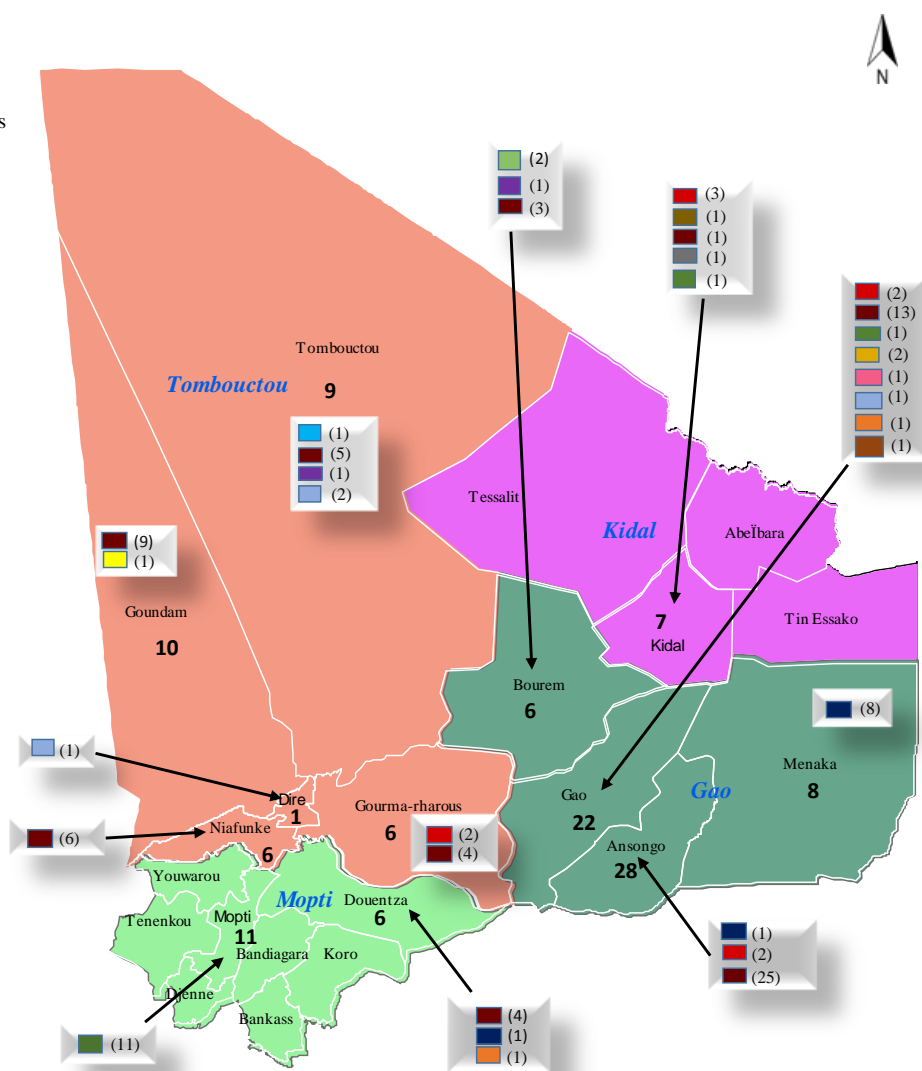 N
s
(2)
(1)
(3)
(3)
(1)
(1)
(1)
(1)
(2)
(13)
(1)
(2)
(1)
(1)
(1)
(1)
Tombouctou
Tombouctou
9
(1)
(5)
(1)
(2)
Tessalit
Kidal
AbeÏbara
(9)
(1)
Goundam
10
7
Kidal
Tin Essako
Bourem
6
(8)
(1)
Menaka
8
Gao
Gao
22
Dire
1
Gourma-rharous
6
(2)
(4)
Niafunke
6
(6)
Ansongo
28
Youwarou
Mopti
Douentza
6
Tenenkou
Mopti
11
Bandiagara
Koro
(1)
(2)
(25)
Djenne
Bankass
(4)
(1)
(1)
(11)